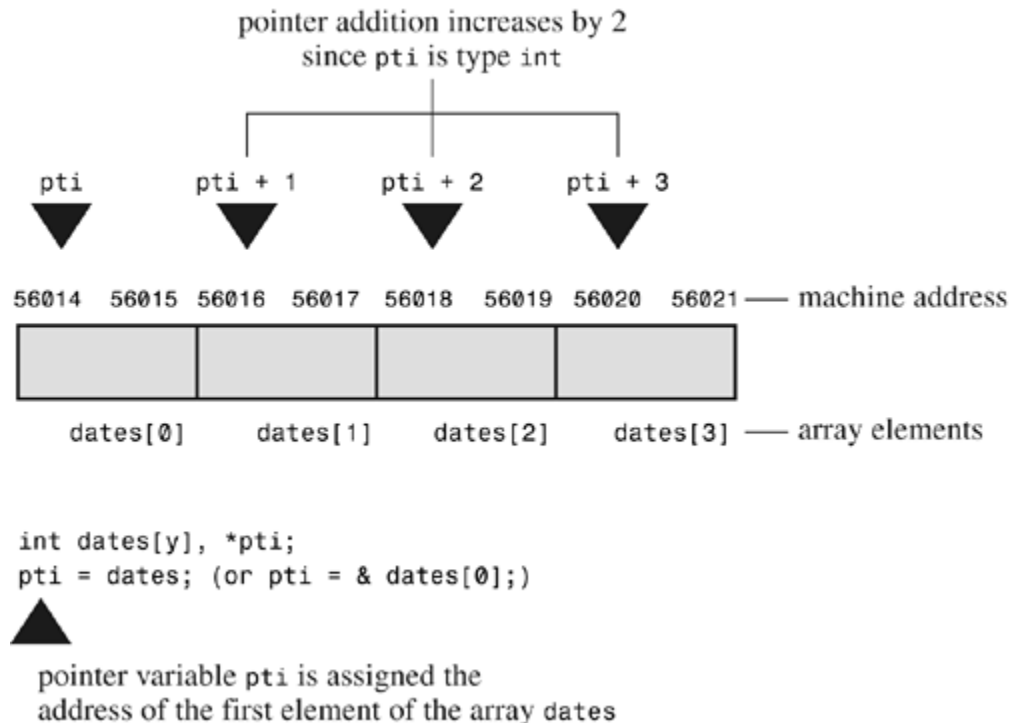 pointer addition increases by 2
since pti is type int
pti pti + 1 pti + 2 pti + 3
56014 56015 56016 56017 56018 56019 56020 56021 machine address
dates[0] dates[1] dates[2] dates[3] array elements
int dates[y], *pti;
pti = dates; (or pti = & dates[0];)
pointer variable pti is assigned the
address of the first element of the array dates